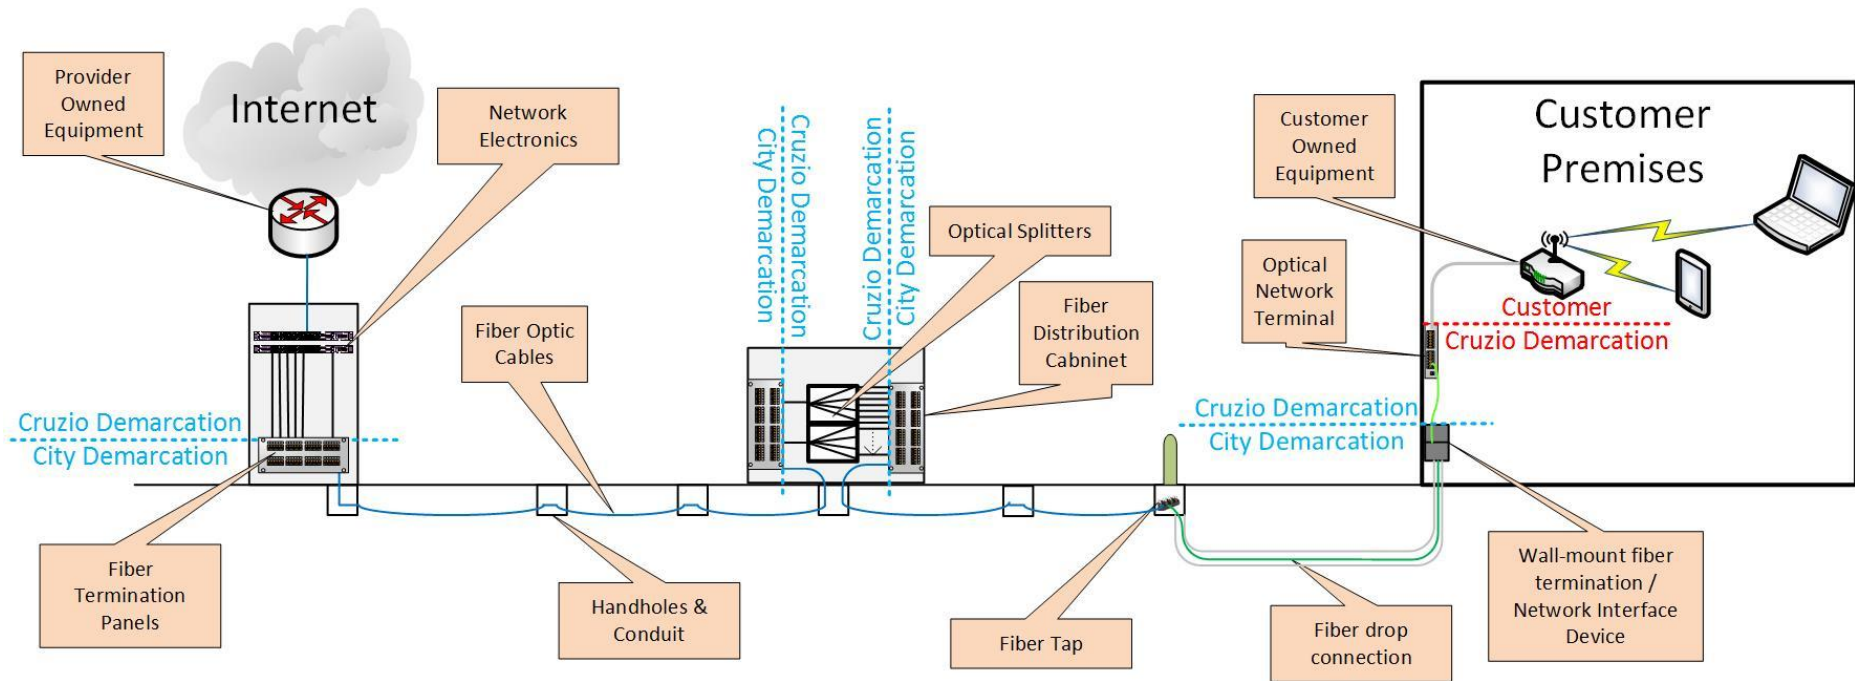 Provider
Owned
Equipment
Internet
Network
Electronics
Cruzio Demarcation
City Demarcation
Fiber
Termination
Panels
Fiber Optic
Cables
Handholes &
Conduit
City Demarcation
Cruzio Demarcation
Cruzio Demarcation
City Demarcation
Optical Splitters
Fiber
Distribution
Cabninet
Fiber Tap
Customer
Owned
Equipment
Optical
Network
Terminal
Customer
Premises
Customer
Cruzio Demarcation
Cruzio Demarcation
City Demarcation
Fiber drop
connection
Wall-mount fiber
termination /
Network Interface
Device